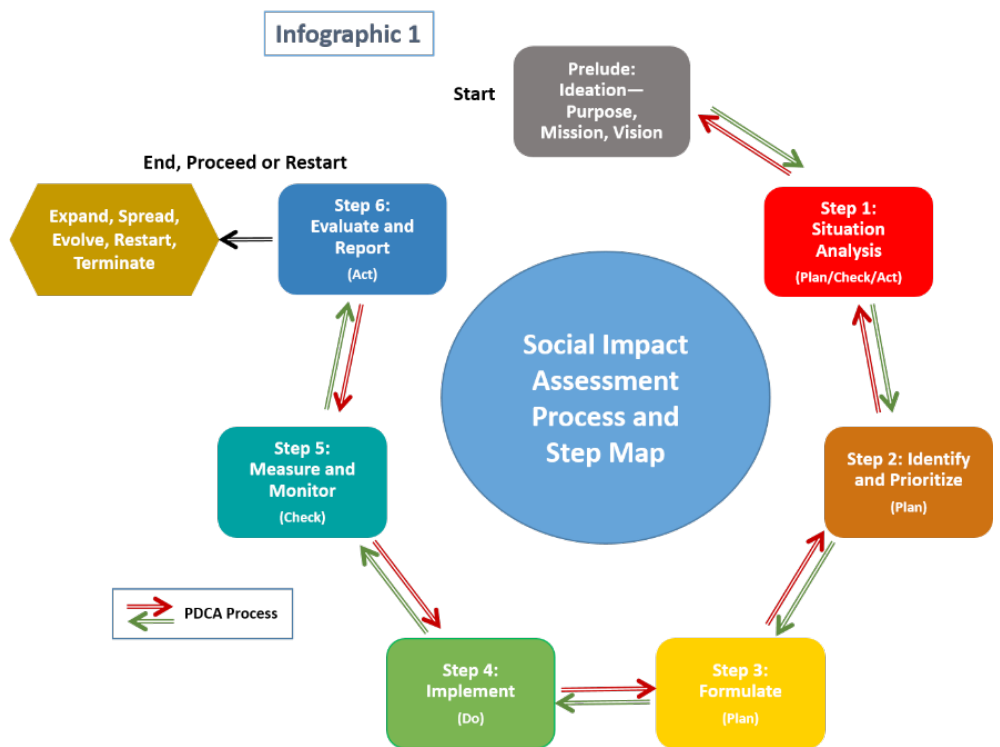 Infographic 1
Start
Prelude:
Ideation—
Purpose,
Mission, Vision
Step 1:
Situation
Analysis
(Plan/Check/Act)
Step 2: Identify
and Prioritize
(Plan)
Step 3:
Formulate
(Plan)
Step 4:
Implement
(Do)
Step 5:
Measure and
Monitor
(Check)
Step 6:
Evaluate and
Report
(Act)
End, Proceed or Restart
Expand, Spread,
Evolve, Restart,
Terminate
Social Impact
Assessment
Process and
Step Map
PDCA Process